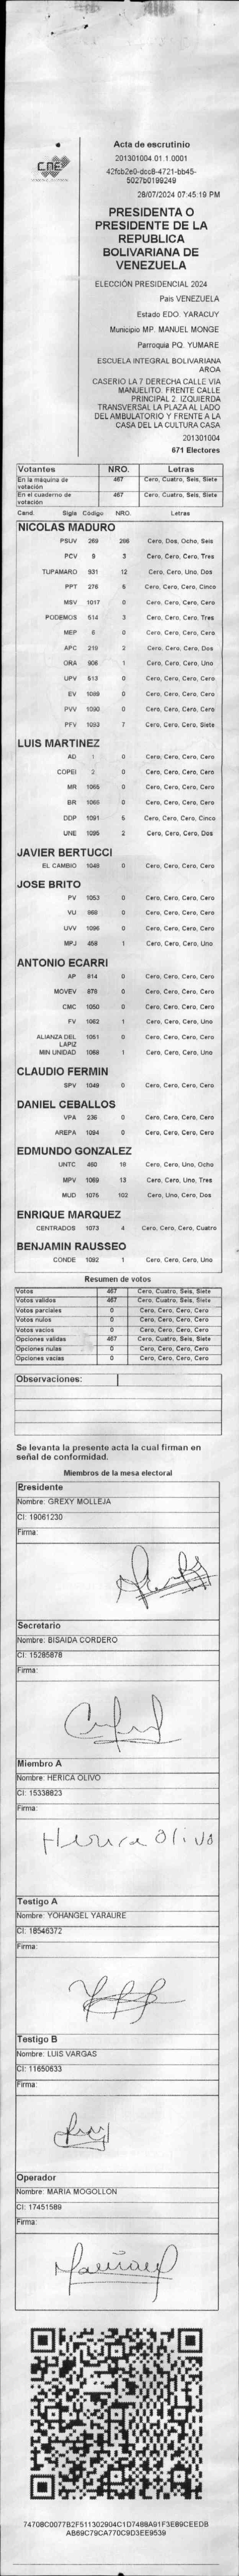 CNE
Acta de escrutinio
201301004.01.1.0001
42fcb2e0-dcc8-4721-bb45-
5027b0199249
28/07/2024 07:45:19 PM
PRESIDENTA O
PRESIDENTE DE LA
REPUBLICA
BOLIVARIANA DE
VENEZUELA
ELECCIÓN PRESIDENCIAL 2024
Pais VENEZUELA
Estado EDO. YARACUY
Municipio MP. MANUEL MONGE
Parroquia PQ. YUMARE
ESCUELA INTEGRAL BOLIVARIANA
AROA
CASERIO LA 7 DERECHA CALLE VIA
MANUELITO. FRENTE CALLE
PRINCIPAL 2. IZQUIERDA
TRANSVERSAL LA PLAZA AL LADO
DEL AMBULATORIO Y FRENTE A LA
CASA DEL LA CULTURA CASA
201301004
671 Electores
Votantes NRO. Letras
En la máquina de votación 467 Cero, Cuatro, Seis, Siete
En el cuaderno de votación 467 Cero, Cuatro, Seis, Siete
Cand. Sigla Código NRO. Letras
NICOLAS MADURO
PSUV 269 286 Cero, Dos, Ocho, Seis
PCV 9 3 Cero, Cero, Cero, Tres
TUPAMARO 931 12 Cero, Cero, Uno, Dos
PPT 276 5 Cero, Cero, Cero, Cinco
MSV 1017 0 Cero, Cero, Cero, Cero
PODEMOS 514 3 Cero, Cero, Cero, Tres
MEP 6 0 Cero, Cero, Cero, Cero
APC 219 2 Cero, Cero, Cero, Dos
ORA 906 1 Cero, Cero, Cero, Uno
UPV 513 0 Cero, Cero, Cero, Cero
EV 1089 0 Cero, Cero, Cero, Cero
PVV 1090 0 Cero, Cero, Cero, Cero
PFV 1093 7 Cero, Cero, Cero, Siete
LUIS MARTINEZ
AD 1 0 Cero, Cero, Cero, Cero
COPEI 2 0 Cero, Cero, Cero, Cero
MR 1065 0 Cero, Cero, Cero, Cero
BR 1066 0 Cero, Cero, Cero, Cero
DDP 1091 5 Cero, Cero, Cero, Cinco
UNE 1095 2 Cero, Cero, Cero, Dos
JAVIER BERTUCCI
EL CAMBIO 1048 0 Cero, Cero, Cero, Cero
JOSE BRITO
PV 1053 0 Cero, Cero, Cero, Cero
VU 968 0 Cero, Cero, Cero, Cero
UVV 1096 0 Cero, Cero, Cero, Cero
MPJ 458 1 Cero, Cero, Cero, Uno
ANTONIO ECARRI
AP 814 0 Cero, Cero, Cero, Cero
MOVEV 878 0 Cero, Cero, Cero, Cero
CMC 1050 0 Cero, Cero, Cero, Cero
FV 1062 1 Cero, Cero, Cero, Uno
ALIANZA DEL LAPIZ 1051 0 Cero, Cero, Cero, Cero
MIN UNIDAD 1068 1 Cero, Cero, Cero, Uno
CLAUDIO FERMIN
SPV 1049 0 Cero, Cero, Cero, Cero
DANIEL CEBALLOS
VPA 236 0 Cero, Cero, Cero, Cero
AREPA 1094 0 Cero, Cero, Cero, Cero
EDMUNDO GONZALEZ
UNTC 460 18 Cero, Cero, Uno, Ocho
MPV 1069 13 Cero, Cero, Uno, Tres
MUD 1075 102 Cero, Uno, Cero, Dos
ENRIQUE MARQUEZ
CENTRADOS 1073 4 Cero, Cero, Cero, Cuatro
BENJAMIN RAUSSEO
CONDE 1092 1 Cero, Cero, Cero, Uno
Resumen de votos
Votos 467 Cero, Cuatro, Seis, Siete
Votos validos 467 Cero, Cuatro, Seis, Siete
Votos parciales 0 Cero, Cero, Cero, Cero
Votos nulos 0 Cero, Cero, Cero, Cero
Votos vacios 0 Cero, Cero, Cero, Cero
Opciones validas 467 Cero, Cuatro, Seis, Siete
Opciones nulas 0 Cero, Cero, Cero, Cero
Opciones vacias 0 Cero, Cero, Cero, Cero
Observaciones:
Se levanta la presente acta la cual firman en
señal de conformidad.
Miembros de la mesa electoral
Presidente
Nombre: GREXY MOLLEJA
CI: 19061230
Firma:
Secretario
Nombre: BISAIDA CORDERO
CI: 15285878
Firma:
Miembro A
Nombre: HERICA OLIVO
CI: 15338823
Firma:
Herica Olivo
Testigo A
Nombre: YOHANGEL YARAURE
CI: 18546372
Firma:
Testigo B
Nombre: LUIS VARGAS
CI: 11650633
Firma:
Operador
Nombre: MARIA MOGOLLON
CI: 17451589
Firma:
74708C0077B2F511302904C1D7488A91F3E89CEEDB
AB69C79CA770C9D3EE9539